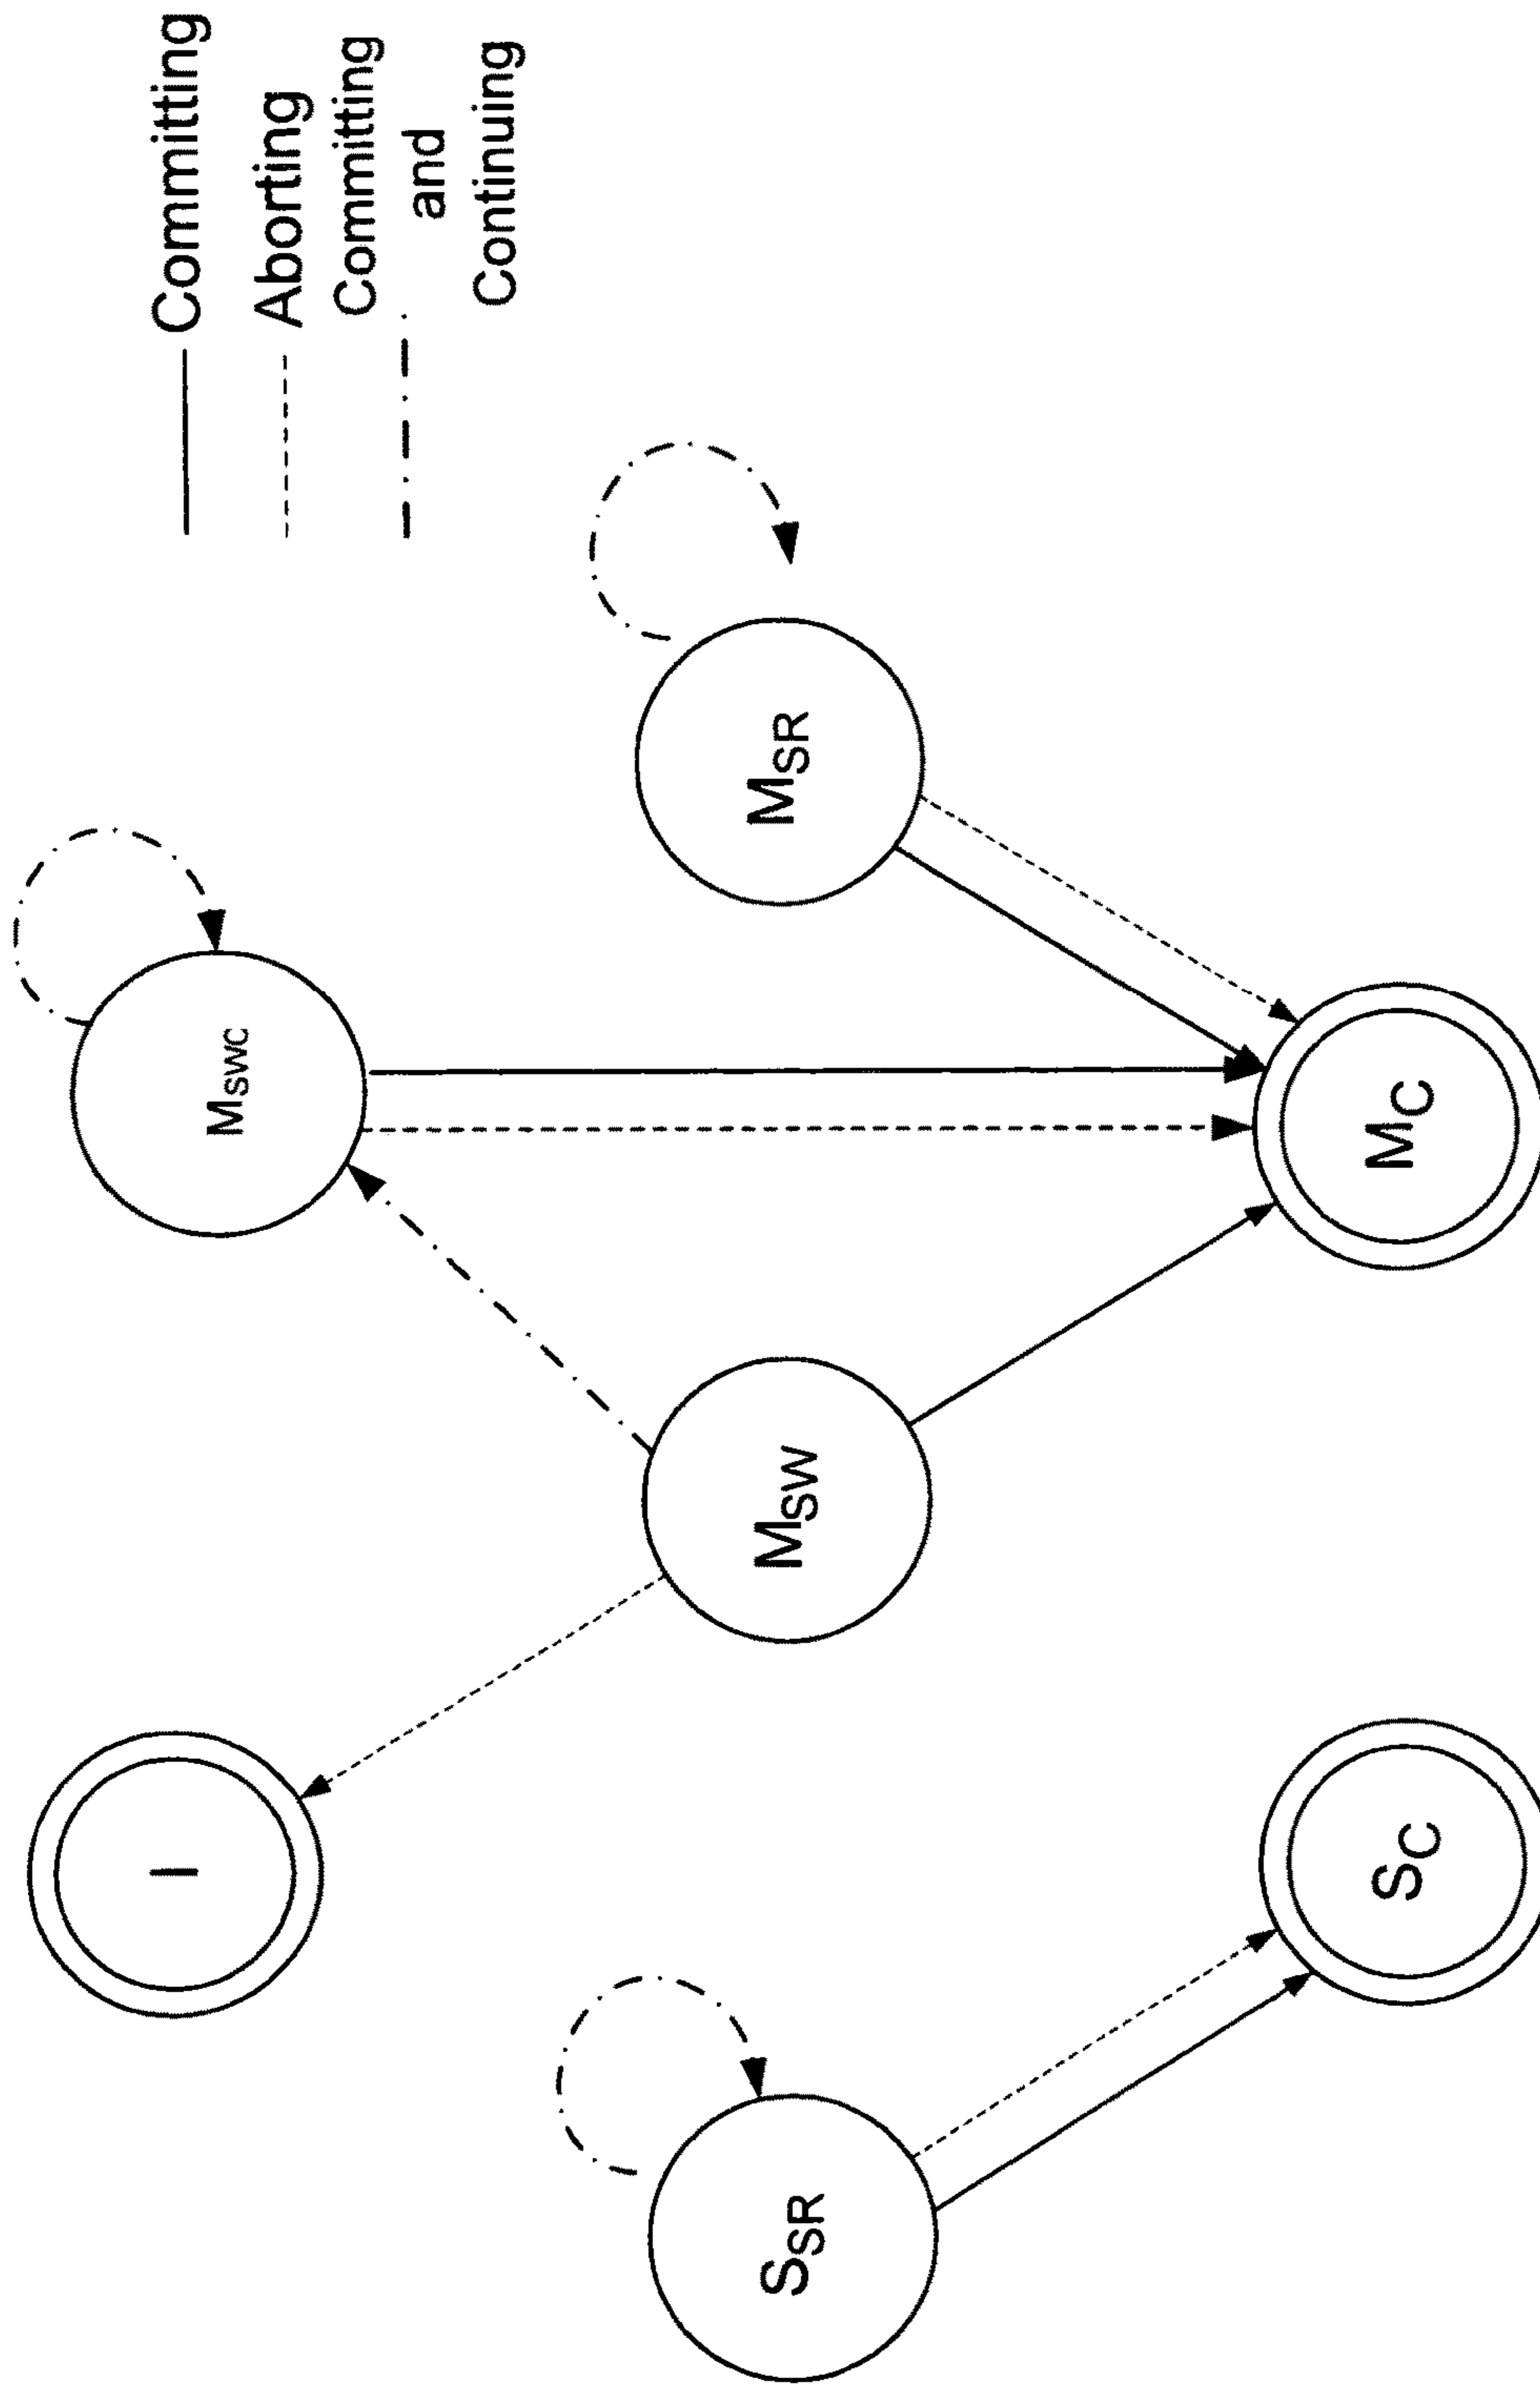 Committing
Aborting
Committing
and
Continuing
I
MSWC
SSR
MSW
MSR
SC
MC